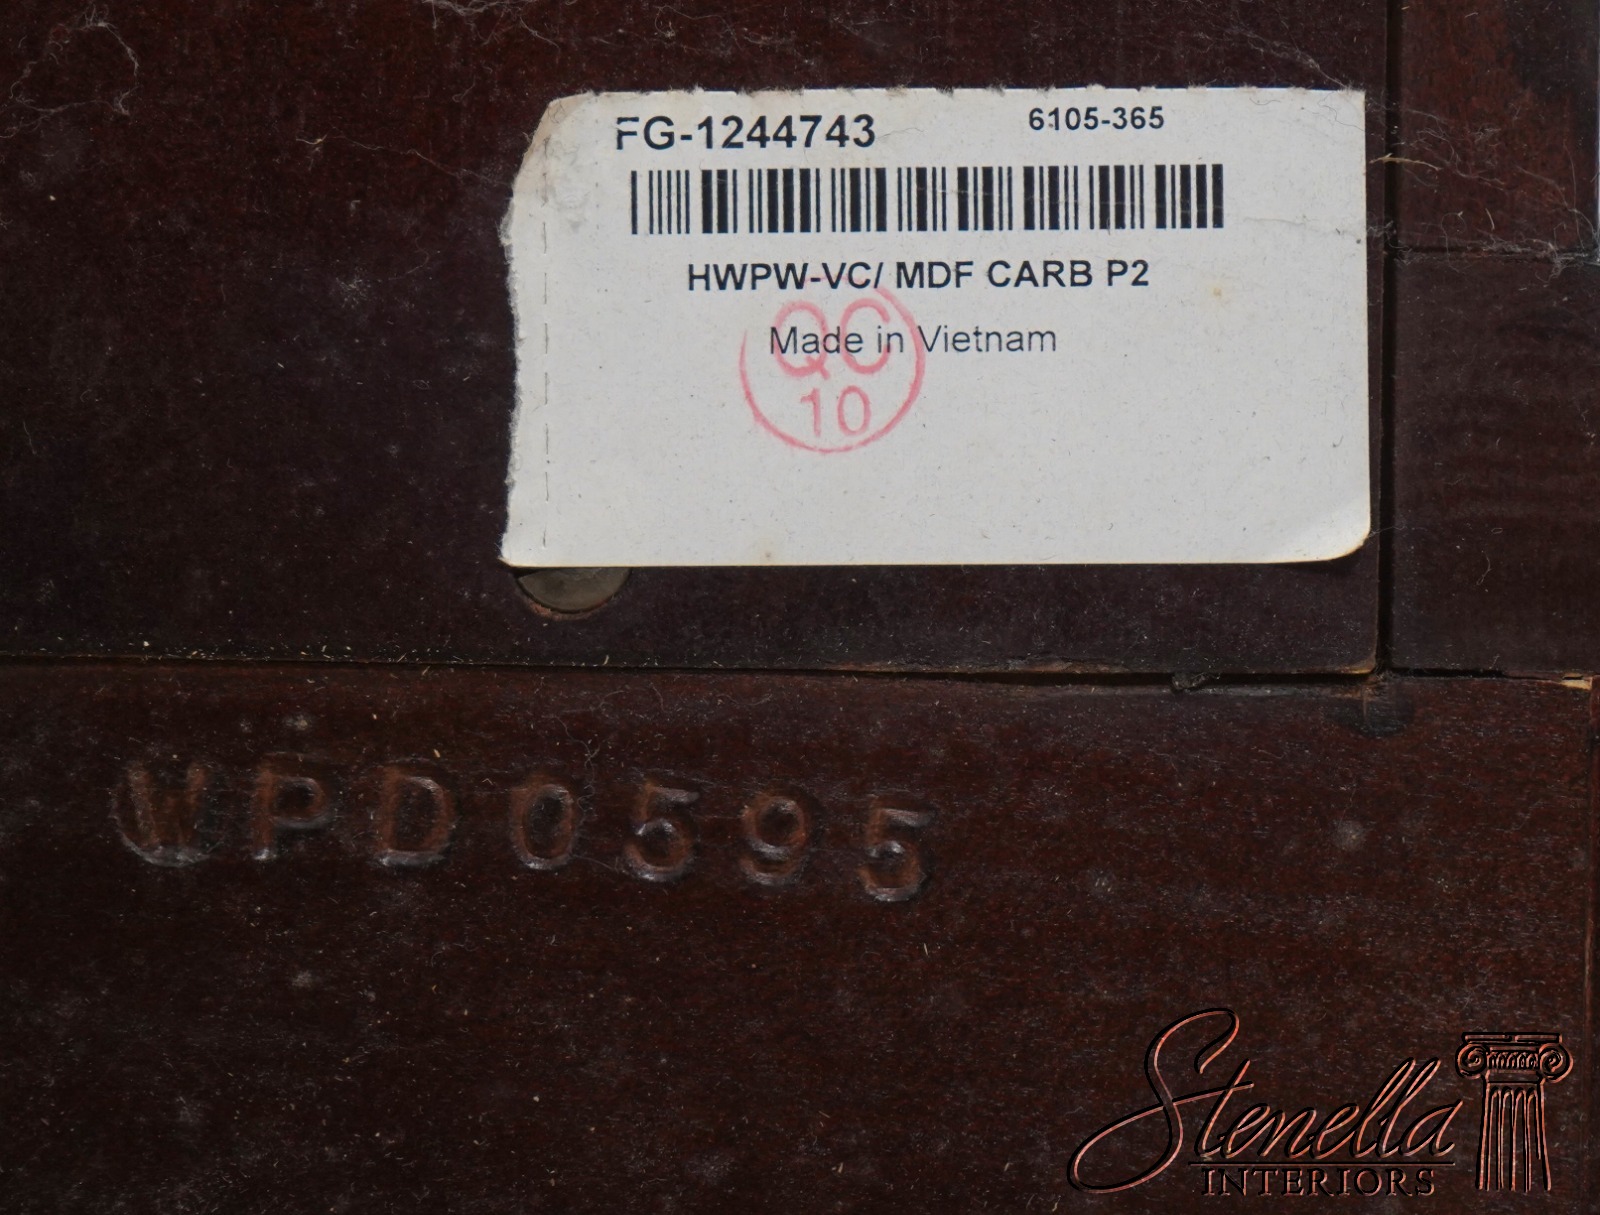 FG-1244743 6105-365
HWPW-VC/ MDF CARB P2
Made in Vietnam
QC
10
WPD0595
Stenella
INTERIORS